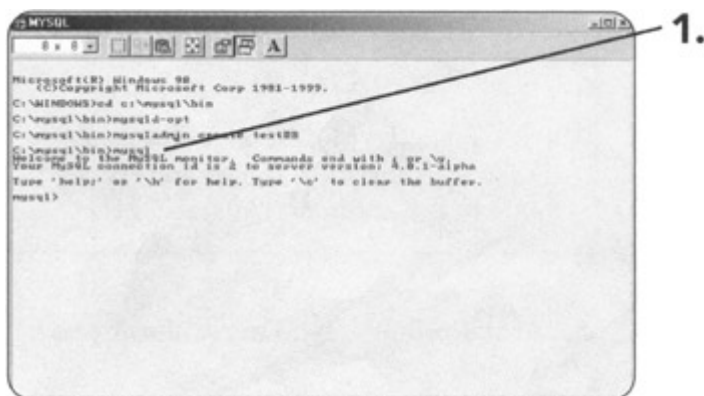 MYSQL
8 x 8
A
1.
Microsoft(R) Windows 98
(C)Copyright Microsoft Corp 1981-1999.
C:\WINDOWS>cd c:\mysql\bin
C:\mysql\bin>mysqld-opt
C:\mysql\bin>mysqladmin create testDB
C:\mysql\bin>mysql
Welcome to the MySQL monitor. Commands end with ; or \g.
Your MySQL connection id is 2 to server version: 4.0.1-alpha
Type 'help;' or '\h' for help. Type '\c' to clear the buffer.
mysql>